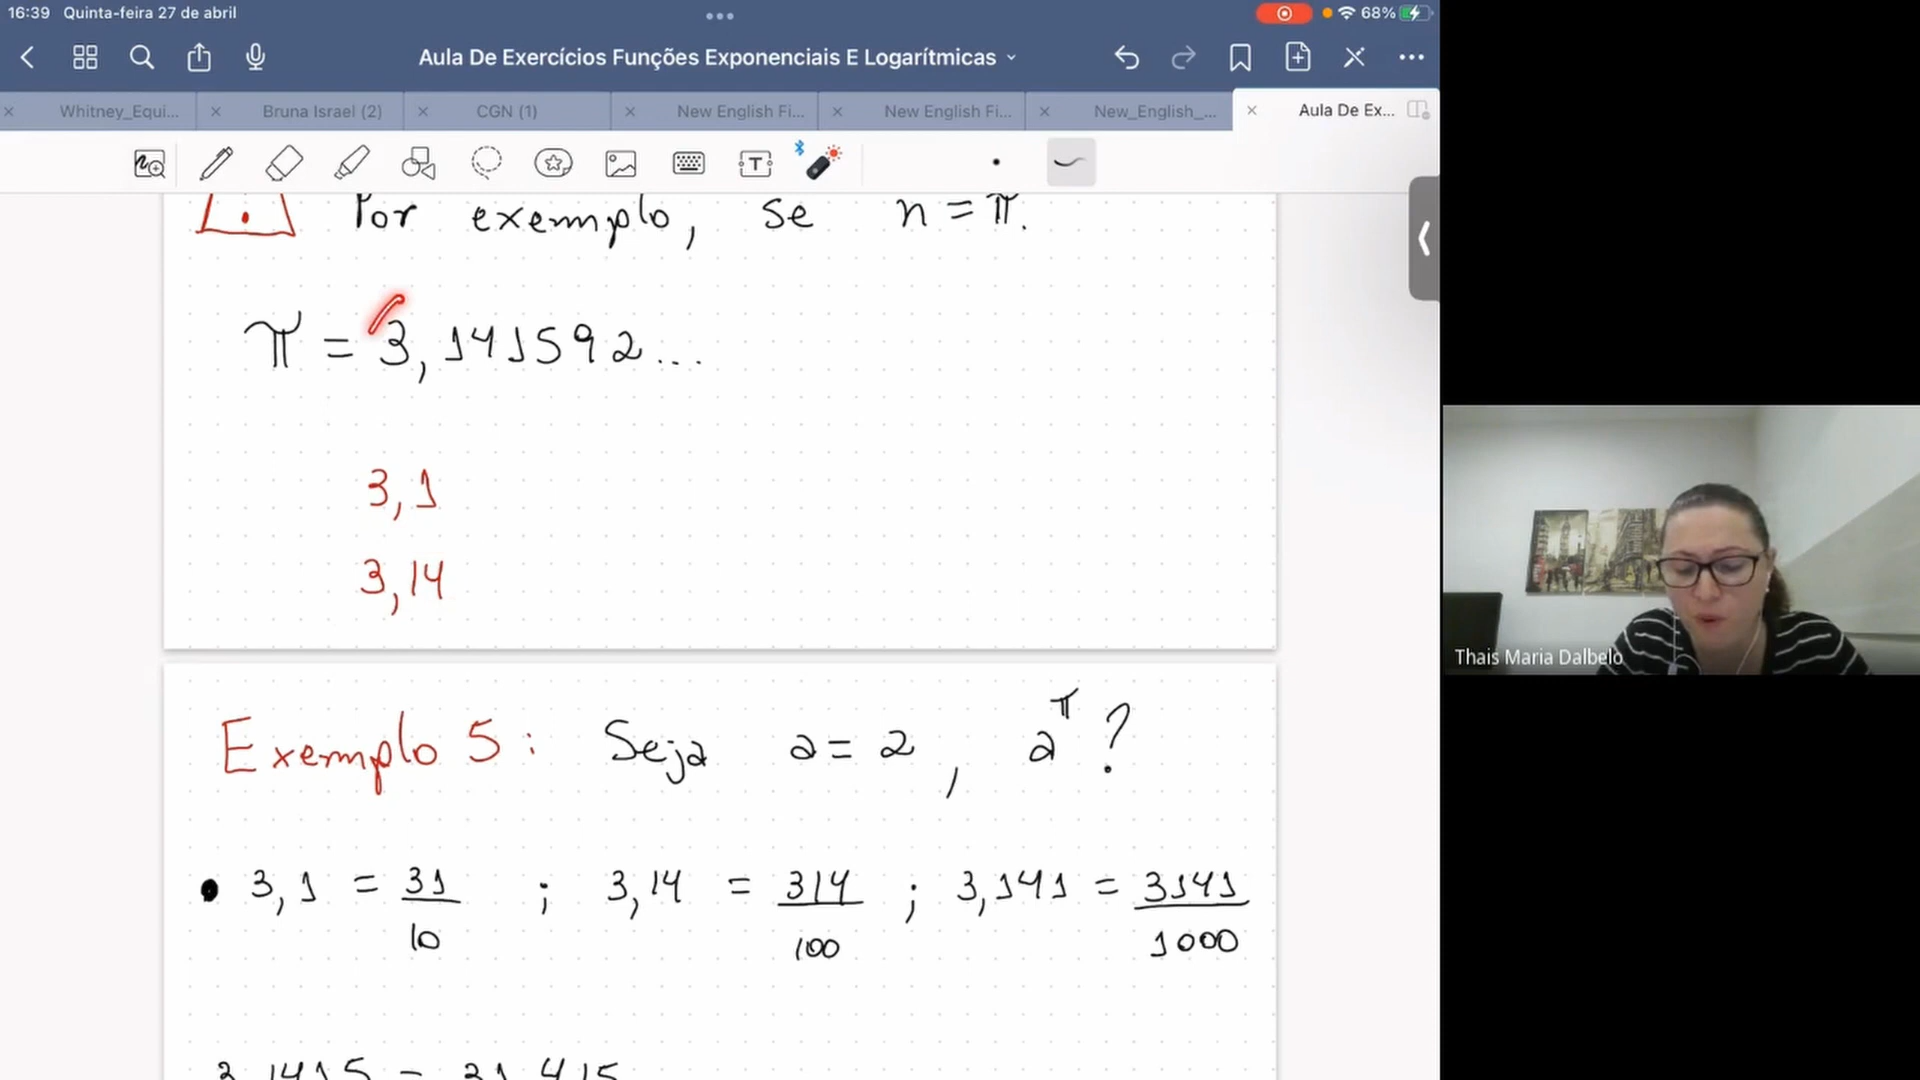 16:39 Quinta-feira 27 de abril
68%
Aula De Exercícios Funções Exponenciais E Logarítmicas
Whitney_Equi...
Bruna Israel (2)
CGN (1)
New English Fi...
New English Fi...
New_English_...
Aula De Ex...
Por exemplo, se n = π.
π = 3,141592...
3,1
3,14
Exemplo 5: Seja a = 2, a^π ?
• 3,1 = 31/10 ; 3,14 = 314/100 ; 3,141 = 3141/1000
3,1415 = 31415
Thais Maria Dalbelo